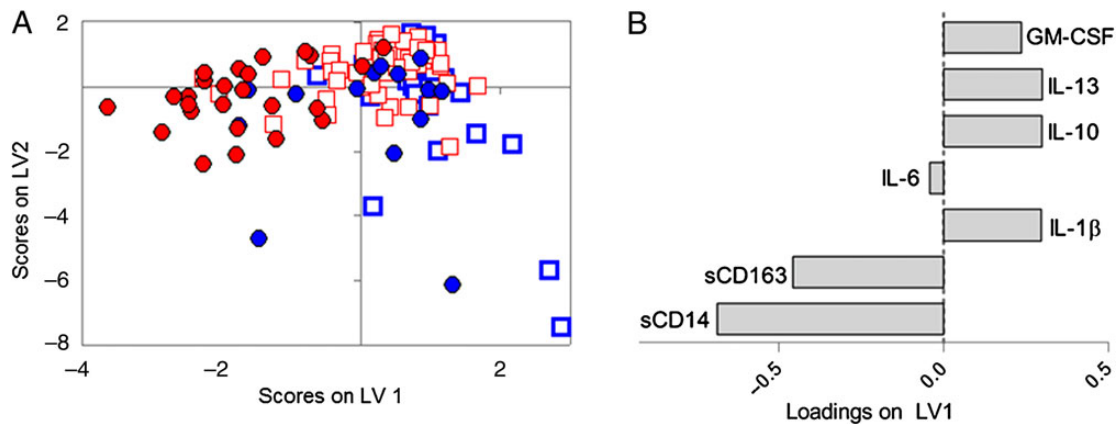 A
2
0
−2
−4
−6
−8
Scores on LV2
−4
−2
2
Scores on LV 1
B
GM-CSF
IL-13
IL-10
IL-6
IL-1β
sCD163
sCD14
−0.5
0.0
0.5
Loadings on LV1